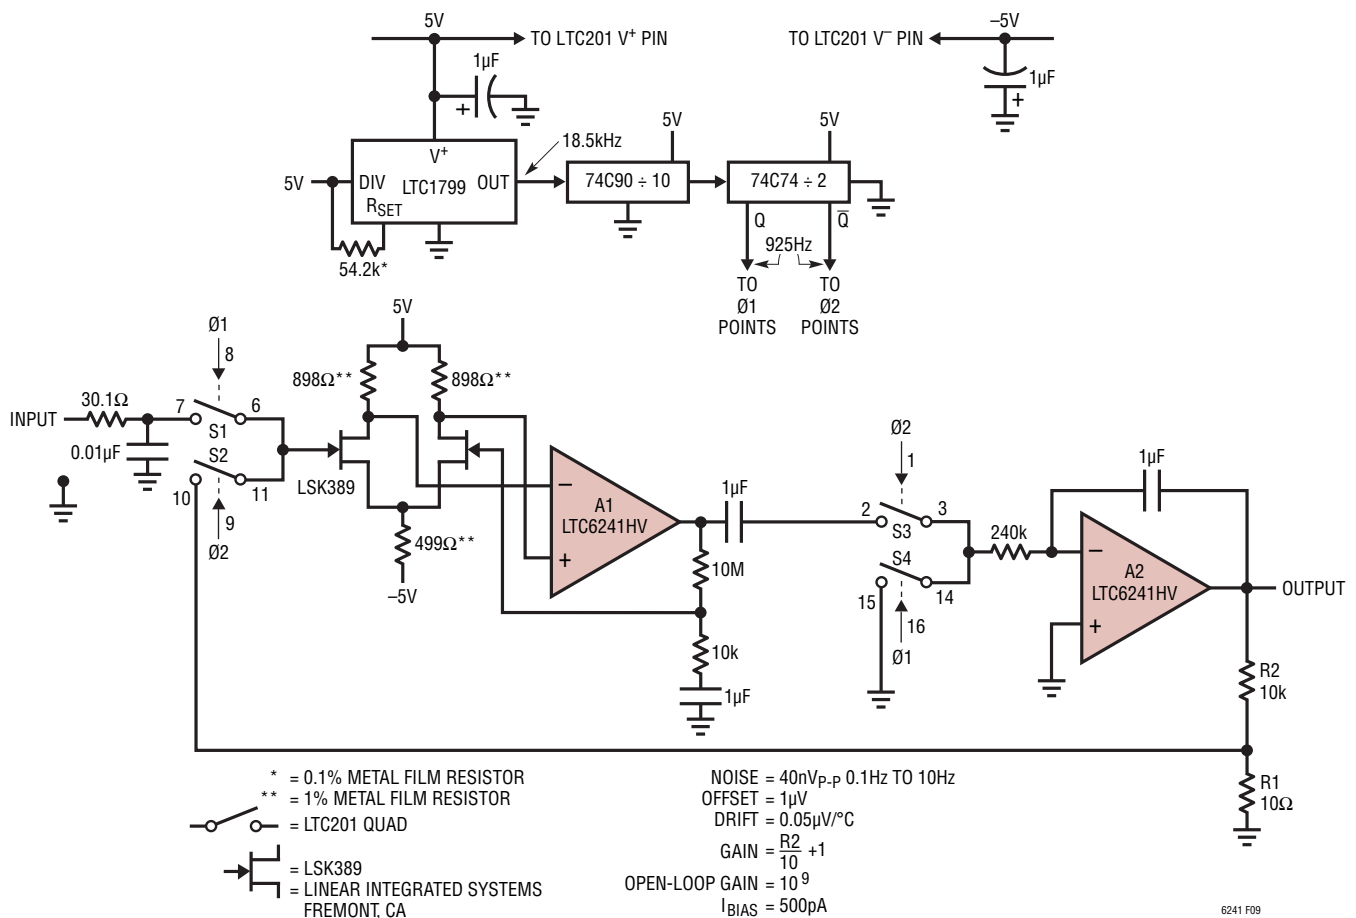 5V
TO LTC201 V+ PIN
1µF
+
TO LTC201 V– PIN
–5V
1µF
+
5V
DIV
V+
LTC1799
OUT
RSET
54.2k*
18.5kHz
5V
74C90 ÷ 10
5V
74C74 ÷ 2
Q
Q̅
925Hz
TO
Ø1
POINTS
TO
Ø2
POINTS
INPUT
30.1Ω
0.01µF
Ø1
8
7
6
S1
S2
10
11
9
Ø2
5V
898Ω**
898Ω**
LSK389
499Ω**
–5V
–
A1
LTC6241HV
+
1µF
10M
10k
1µF
Ø2
1
2
3
S3
S4
15
14
16
Ø1
240k
1µF
–
A2
LTC6241HV
+
OUTPUT
R2
10k
R1
10Ω
* = 0.1% METAL FILM RESISTOR
** = 1% METAL FILM RESISTOR
= LTC201 QUAD
= LSK389
= LINEAR INTEGRATED SYSTEMS
FREMONT, CA
NOISE = 40nVP-P 0.1Hz TO 10Hz
OFFSET = 1µV
DRIFT = 0.05µV/°C
GAIN = R2/10 +1
OPEN-LOOP GAIN = 10⁹
IBIAS = 500pA
6241 F09